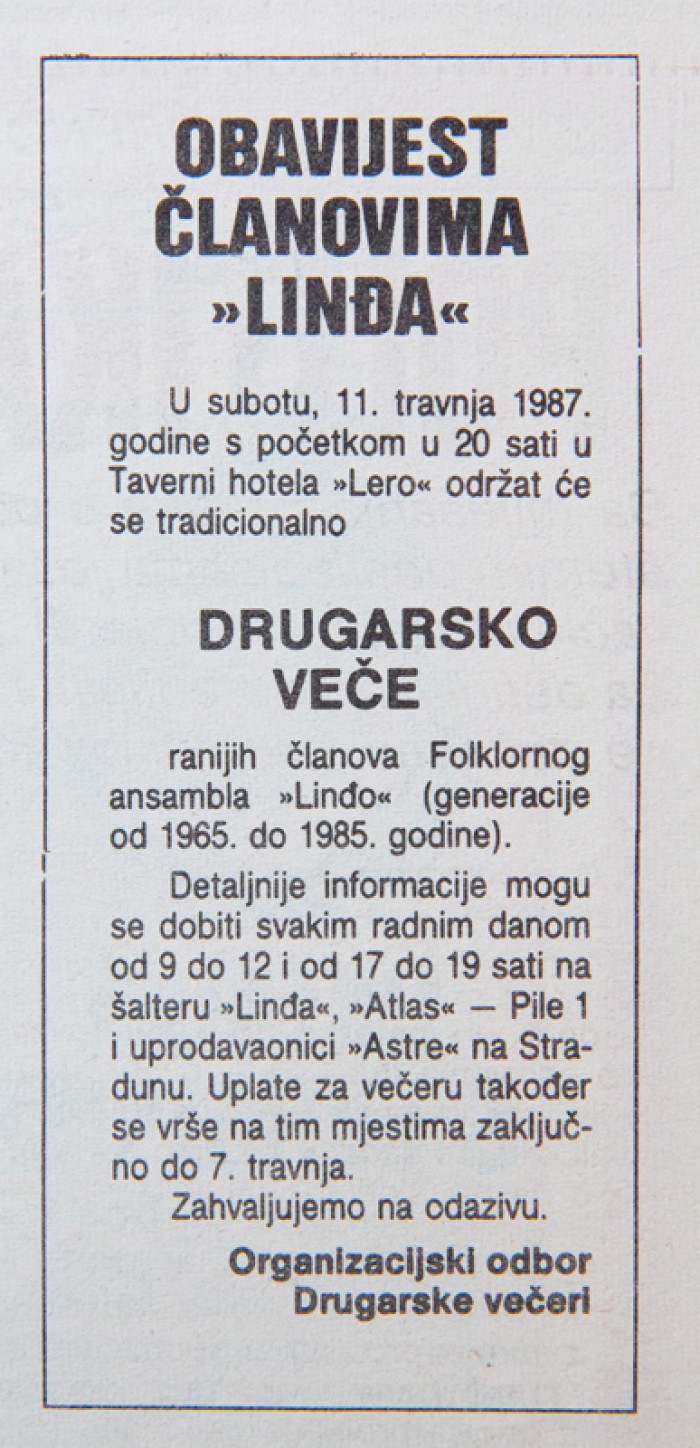 OBAVIJEST
ČLANOVIMA
»LINĐA«
U subotu, 11. travnja 1987.
godine s početkom u 20 sati u
Taverni hotela »Lero« održat će
se tradicionalno
DRUGARSKO
VEČE
ranijih članova Folklornog
ansambla »Linđo« (generacije
od 1965. do 1985. godine).
Detaljnije informacije mogu
se dobiti svakim radnim danom
od 9 do 12 i od 17 do 19 sati na
šalteru »Linđa«, »Atlas« — Pile 1
i uprodavaonici »Astre« na Stra-
dunu. Uplate za večeru također
se vrše na tim mjestima zaključ-
no do 7. travnja.
Zahvaljujemo na odazivu.
Organizacijski odbor
Drugarske večeri